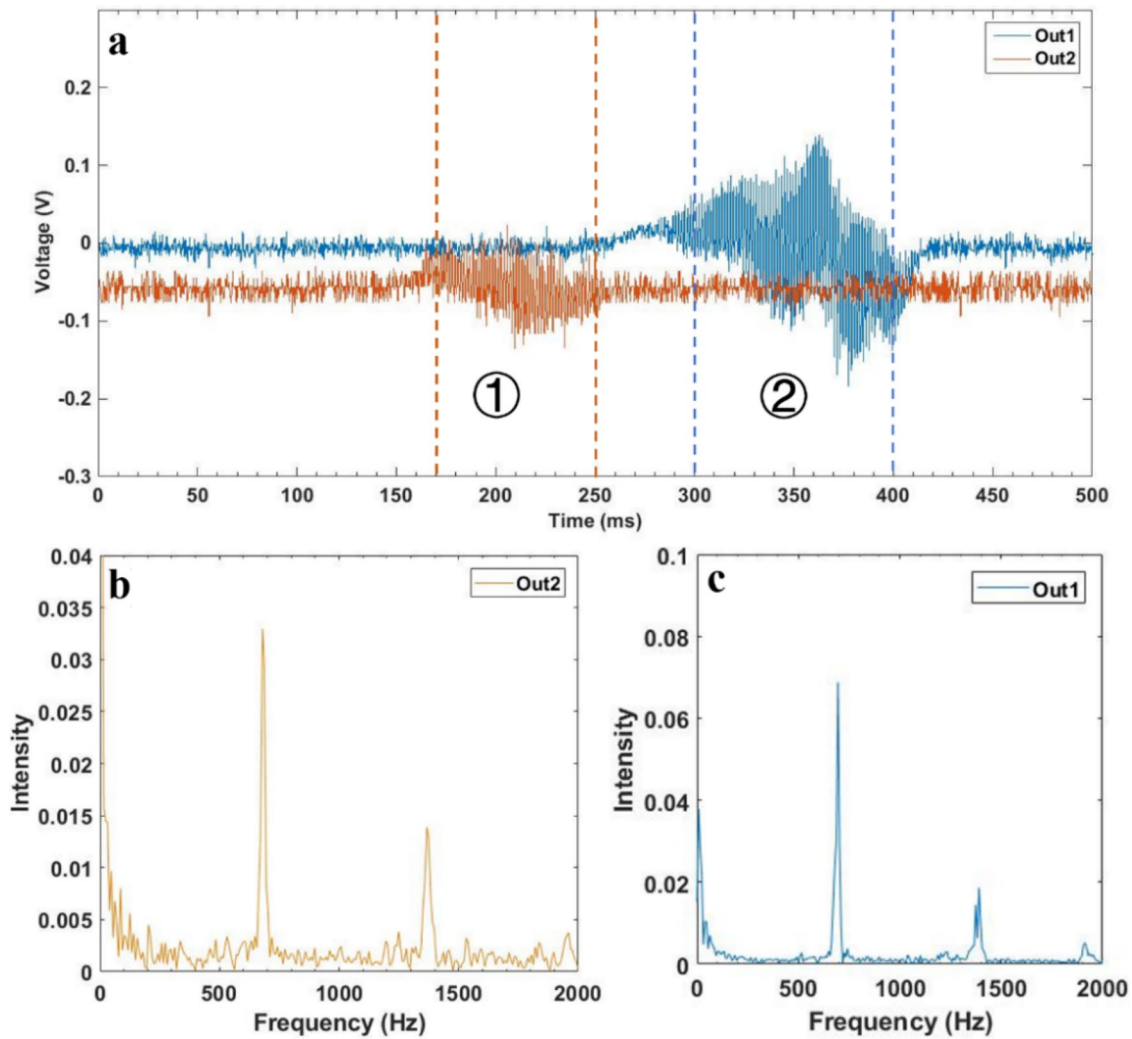 a
Out1
Out2
0.2
0.1
0
-0.1
-0.2
-0.3
Voltage (V)
①
②
0 50 100 150 200 250 300 350 400 450 500
Time (ms)
b
Out2
0.04
0.035
0.03
0.025
0.02
0.015
0.01
0.005
0
Intensity
0 500 1000 1500 2000
Frequency (Hz)
c
Out1
0.1
0.08
0.06
0.04
0.02
0
Intensity
0 500 1000 1500 2000
Frequency (Hz)